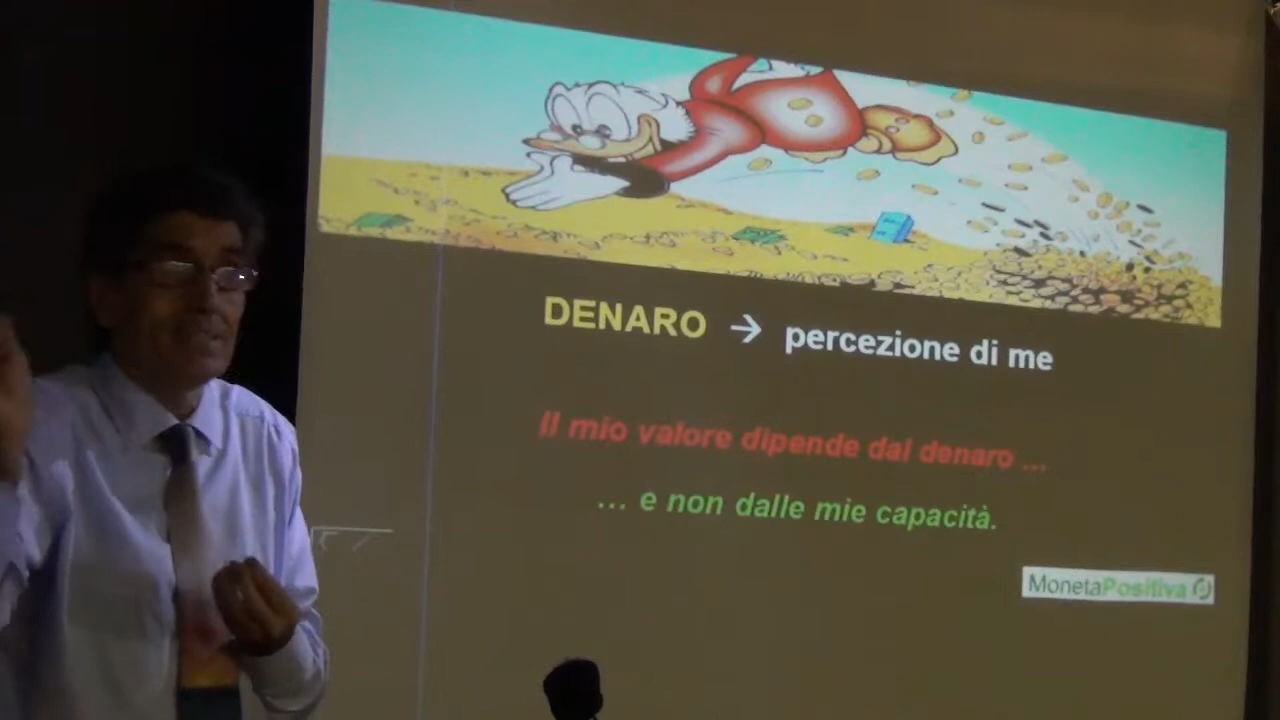 DENARO → percezione di me
Il mio valore dipende dal denaro ...
... e non dalle mie capacità.
MonetaPositiva